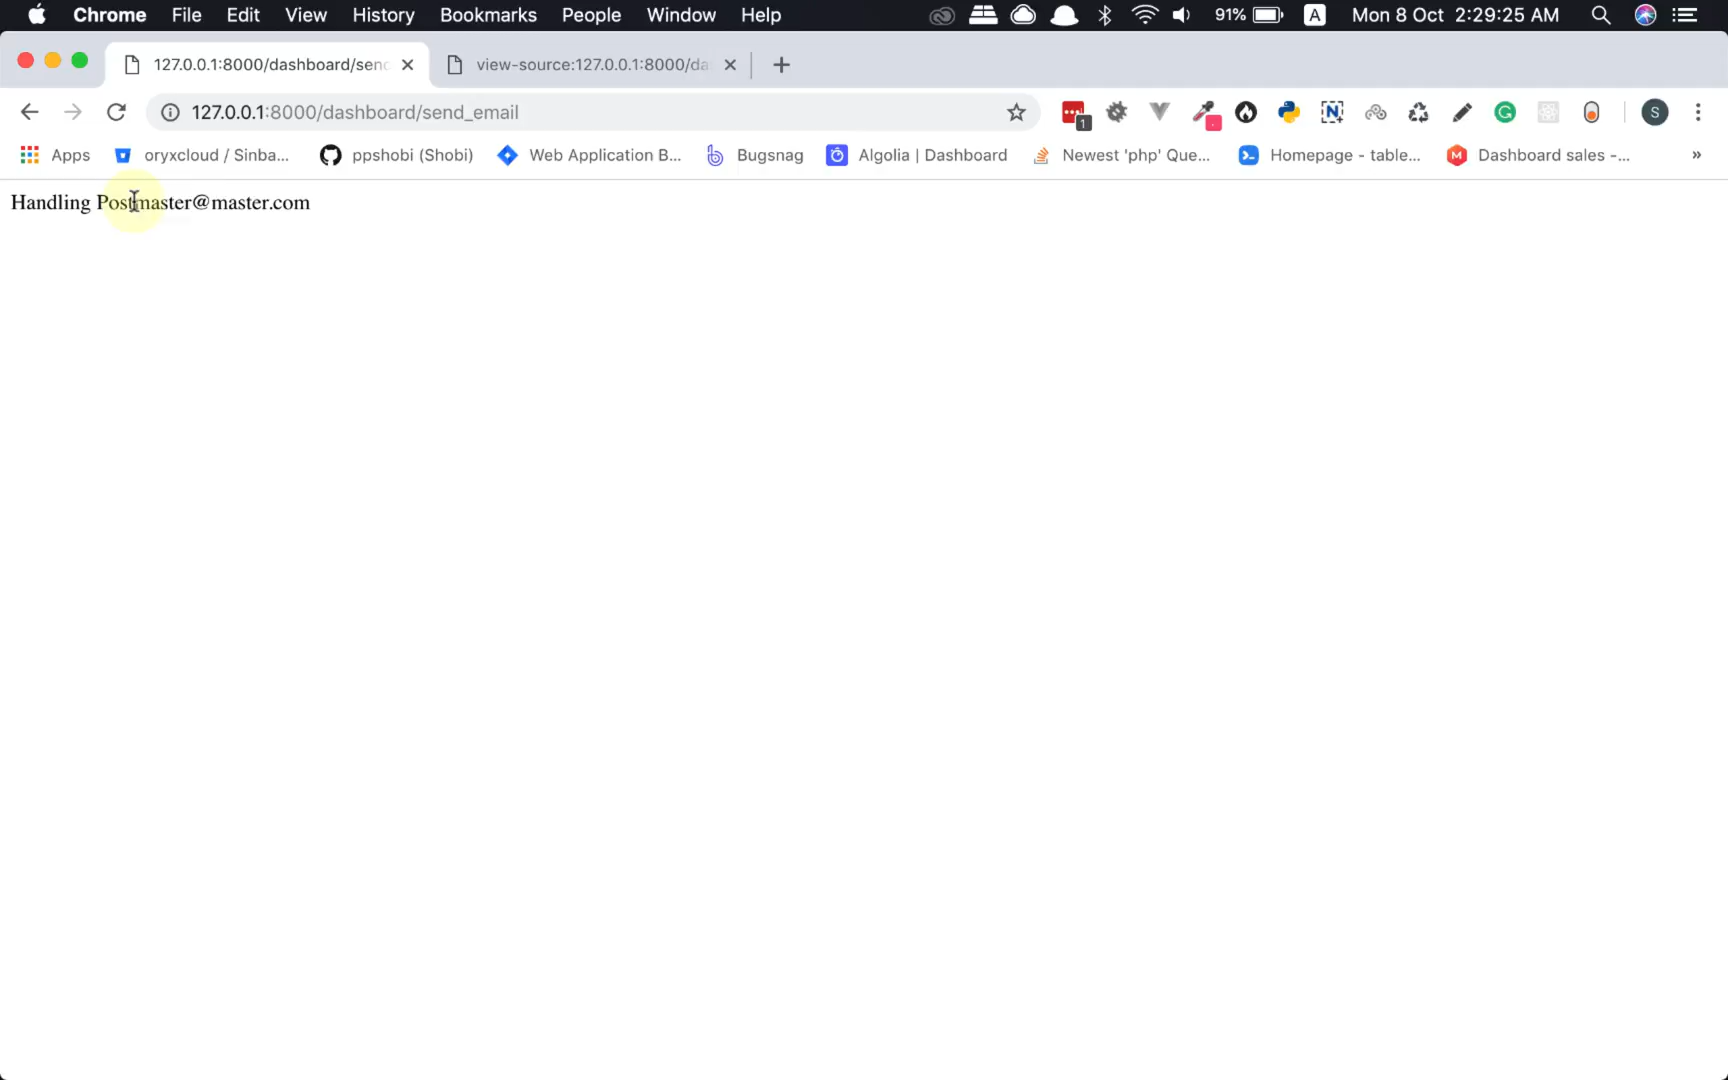 Chrome File Edit View History Bookmarks People Window Help 91% A Mon 8 Oct 2:29:25 AM
127.0.0.1:8000/dashboard/send view-source:127.0.0.1:8000/da
127.0.0.1:8000/dashboard/send_email 1 N G S
Apps oryxcloud / Sinba... ppshobi (Shobi) Web Application B... Bugsnag Algolia | Dashboard Newest 'php' Que... Homepage - table... M Dashboard sales -... »
Handling Postmaster@master.com